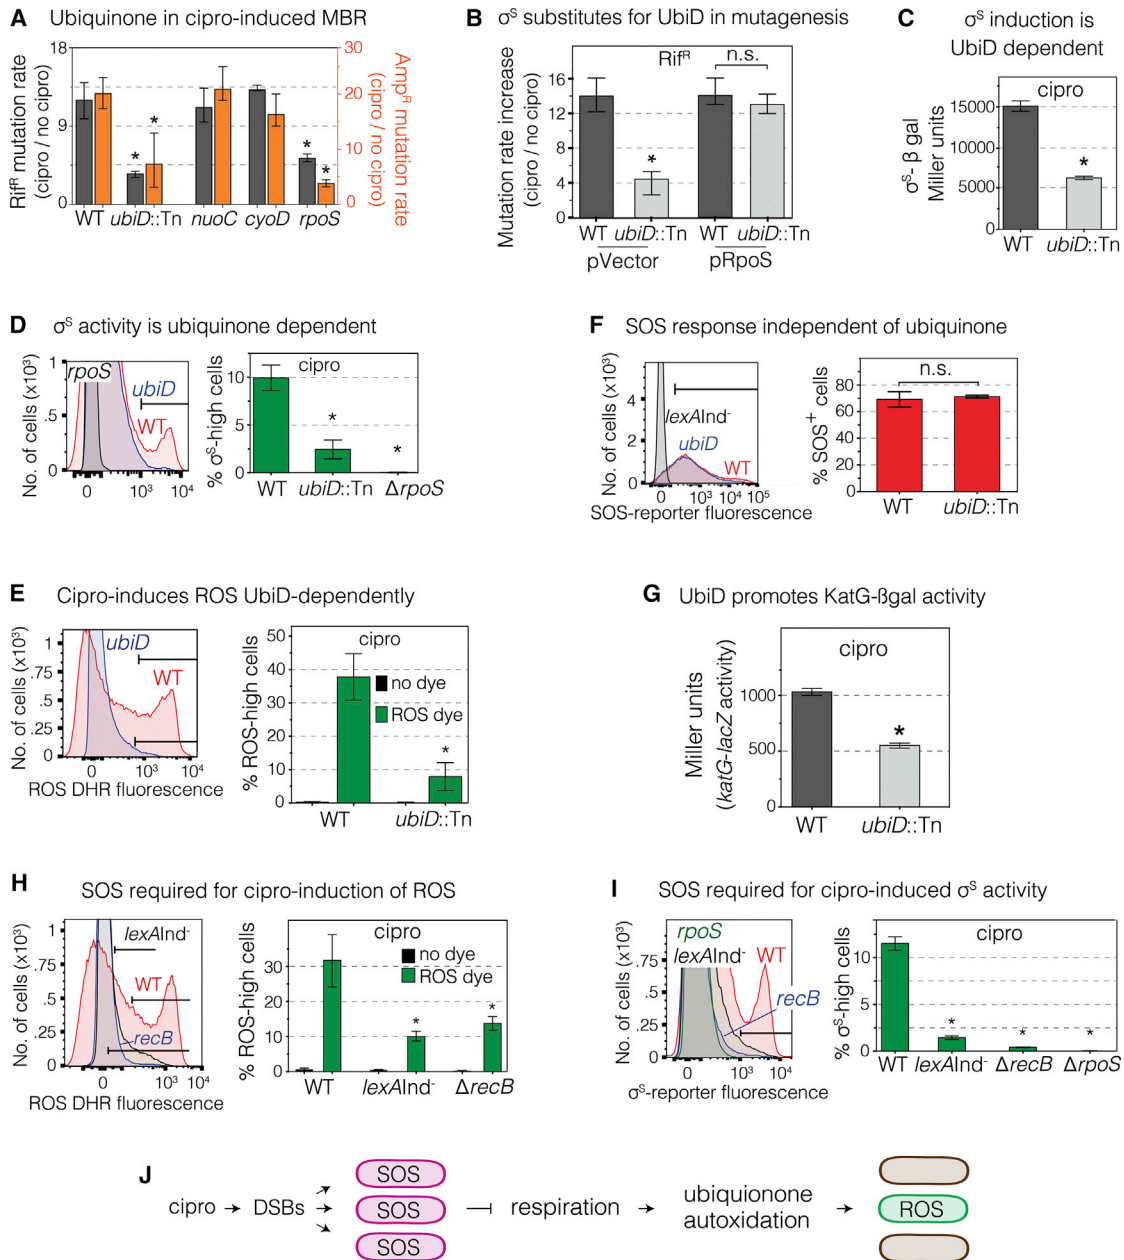 A Ubiquinone in cipro-induced MBR
Rif^R mutation rate
(cipro / no cipro)
18
9
0
30
20
10
0
Amp^R mutation rate
(cipro / no cipro)
*
*
*
*
WT ubiD::Tn nuoC cyoD rpoS
B σ^S substitutes for UbiD in mutagenesis
Mutation rate increase
(cipro / no cipro)
16
12
8
4
0
Rif^R
n.s.
*
WT ubiD::Tn WT ubiD::Tn
pVector pRpoS
C σ^S induction is
UbiD dependent
σ^S- β gal
Miller units
cipro
15000
10000
5000
0
*
WT ubiD::Tn
D σ^S activity is ubiquinone dependent
No. of cells (x10³)
1
.5
0
rpoS
ubiD
WT
0 10³ 10⁴
% σ^S-high cells
10
5
0
cipro
*
*
WT ubiD::Tn ΔrpoS
F SOS response independent of ubiquinone
No. of cells (x10³)
4
2
0
lexAInd⁻
ubiD
WT
0 10³ 10⁴ 10⁵
SOS-reporter fluorescence
% SOS⁺ cells
80
60
40
20
0
n.s.
WT ubiD::Tn
E Cipro-induces ROS UbiD-dependently
No. of cells (x10³)
1
.75
.5
.25
0
ubiD
WT
0 10³ 10⁴
ROS DHR fluorescence
% ROS-high cells
50
40
30
20
10
0
cipro
no dye
ROS dye
*
WT ubiD::Tn
G UbiD promotes KatG-ßgal activity
Miller units
(katG-lacZ activity)
1000
500
0
cipro
*
WT ubiD::Tn
H SOS required for cipro-induction of ROS
No. of cells (x10³)
1
.75
.5
.25
0
lexAInd⁻
WT
recB
0 10³ 10⁴
ROS DHR fluorescence
% ROS-high cells
30
20
10
0
cipro
no dye
ROS dye
*
*
WT lexAInd⁻ ΔrecB
I SOS required for cipro-induced σ^S activity
No. of cells (x10³)
.75
.5
.25
0
rpoS
lexAInd⁻
WT
recB
0 10³ 10⁴
σ^S-reporter fluorescence
% σ^S-high cells
10
5
0
cipro
*
*
*
WT lexAInd⁻ ΔrecB ΔrpoS
J
cipro → DSBs
SOS
SOS
SOS
respiration →
ubiquionone
autoxidation →
ROS